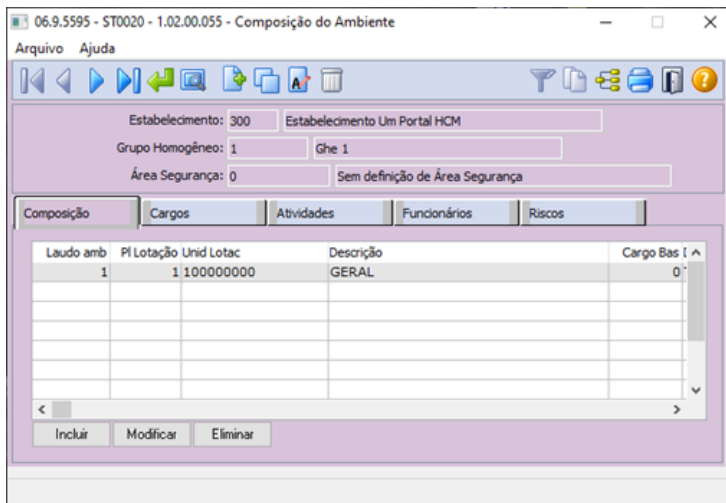 06.9.5595 - ST0020 - 1.02.00.055 - Composição do Ambiente
Arquivo Ajuda
Estabelecimento: 300 Estabelecimento Um Portal HCM
Grupo Homogêneo: 1 Ghe 1
Área Segurança: 0 Sem definição de Área Segurança
Composição Cargos Atividades Funcionários Riscos
Laudo amb Pl Lotação Unid Lotac Descrição Cargo Bas
1 1 100000000 GERAL 0
Incluir Modificar Eliminar